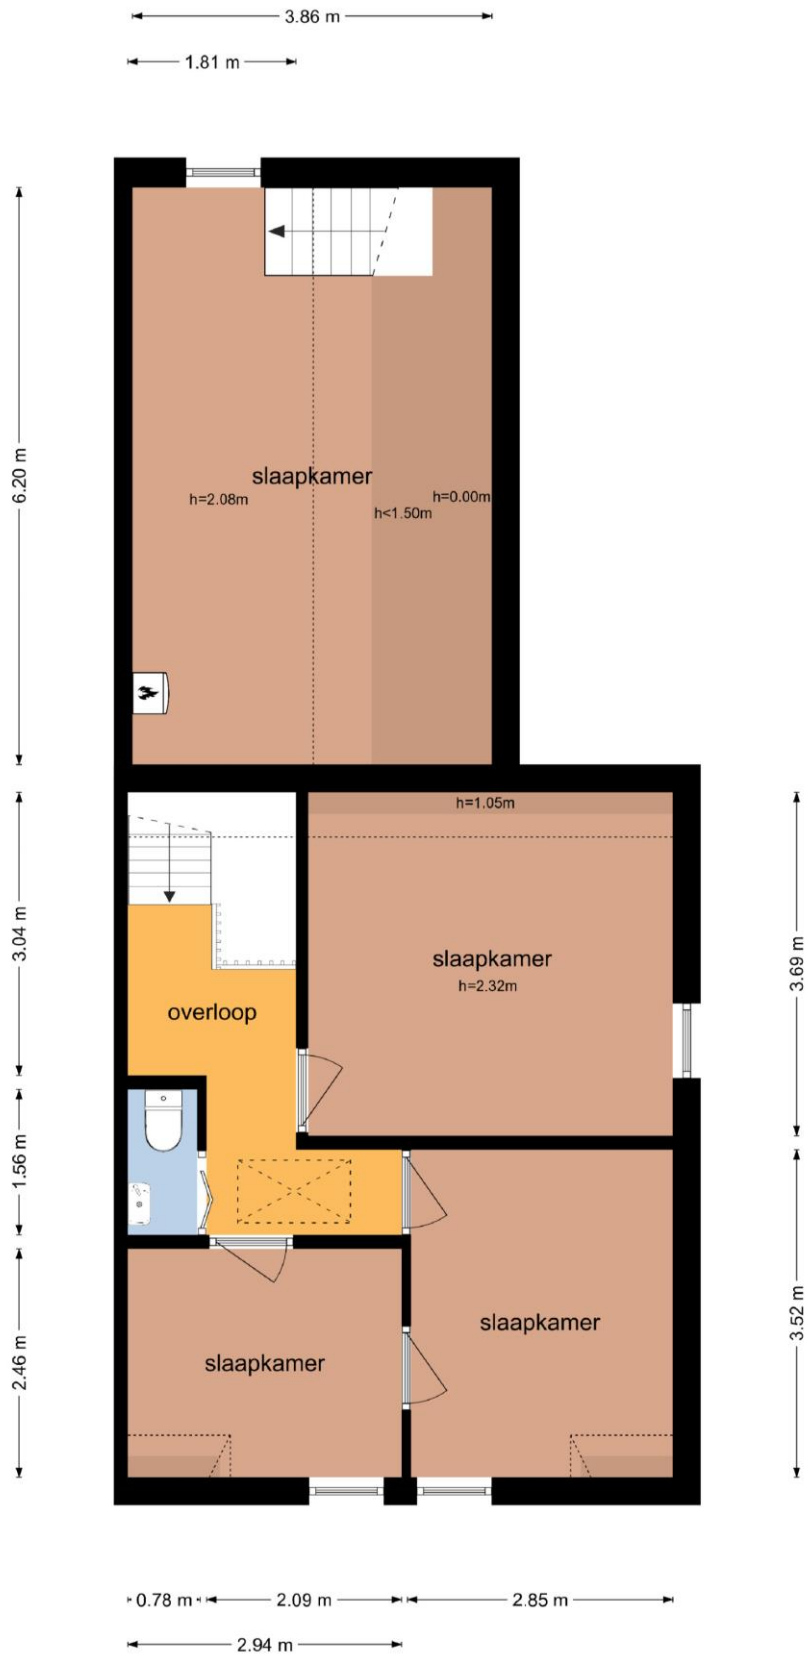 3.86 m
1.81 m
6.20 m
slaapkamer
h=2.08m
h=0.00m
h<1.50m
h=1.05m
3.04 m
slaapkamer
h=2.32m
3.69 m
overloop
1.56 m
slaapkamer
3.52 m
slaapkamer
2.46 m
0.78 m
2.09 m
2.85 m
2.94 m